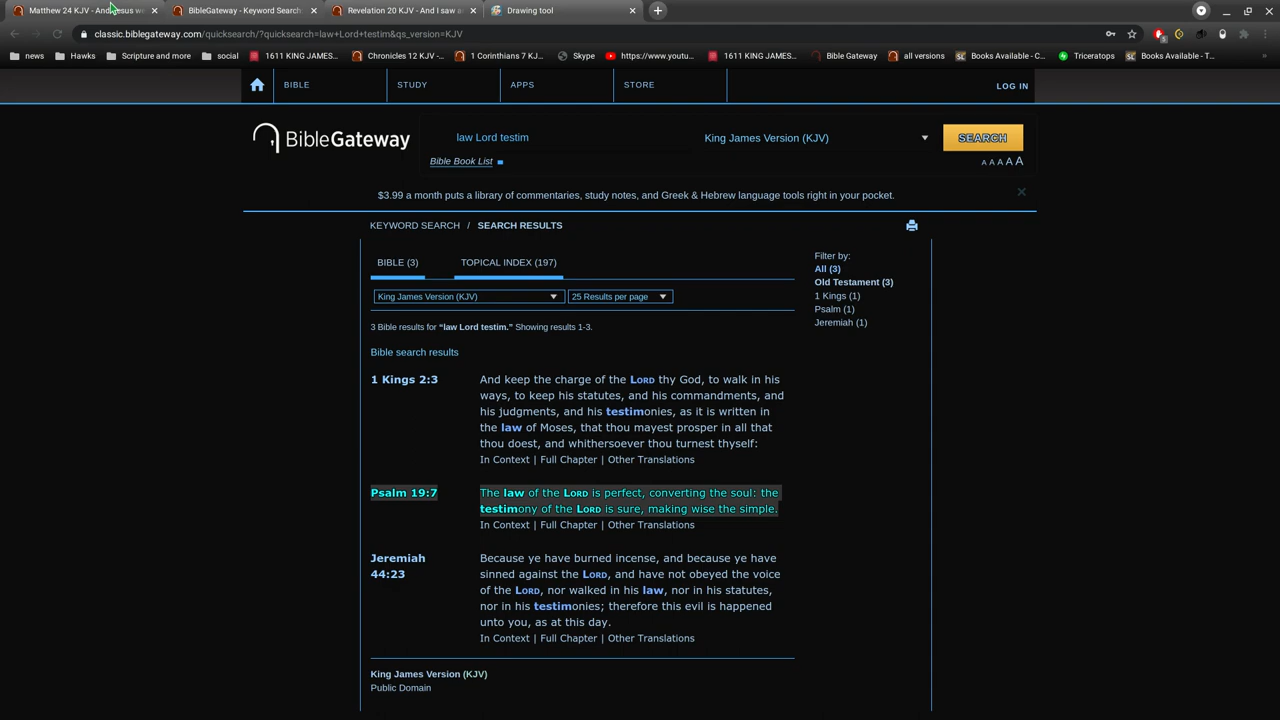 Matthew 24 KJV - And Jesus we
BibleGateway - Keyword Search:
Revelation 20 KJV - And I saw a
Drawing tool
classic.biblegateway.com/quicksearch/?quicksearch=law+Lord+testim&qs_version=KJV
news
Hawks
Scripture and more
social
1611 KING JAMES...
Chronicles 12 KJV -...
1 Corinthians 7 KJ...
Skype
https://www.youtu...
1611 KING JAMES...
Bible Gateway
all versions
Books Available - C...
Triceratops
Books Available - T...
BIBLE
STUDY
APPS
STORE
LOG IN
BibleGateway
law Lord testim
King James Version (KJV)
SEARCH
Bible Book List
A A A A A
$3.99 a month puts a library of commentaries, study notes, and Greek & Hebrew language tools right in your pocket.
KEYWORD SEARCH / SEARCH RESULTS
BIBLE (3)
TOPICAL INDEX (197)
King James Version (KJV)
25 Results per page
3 Bible results for “law Lord testim.” Showing results 1-3.
Bible search results
1 Kings 2:3
And keep the charge of the LORD thy God, to walk in his
ways, to keep his statutes, and his commandments, and
his judgments, and his testimonies, as it is written in
the law of Moses, that thou mayest prosper in all that
thou doest, and whithersoever thou turnest thyself:
In Context | Full Chapter | Other Translations
Psalm 19:7
The law of the LORD is perfect, converting the soul: the
testimony of the LORD is sure, making wise the simple.
In Context | Full Chapter | Other Translations
Jeremiah
44:23
Because ye have burned incense, and because ye have
sinned against the LORD, and have not obeyed the voice
of the LORD, nor walked in his law, nor in his statutes,
nor in his testimonies; therefore this evil is happened
unto you, as at this day.
In Context | Full Chapter | Other Translations
King James Version (KJV)
Public Domain
Filter by:
All (3)
Old Testament (3)
1 Kings (1)
Psalm (1)
Jeremiah (1)